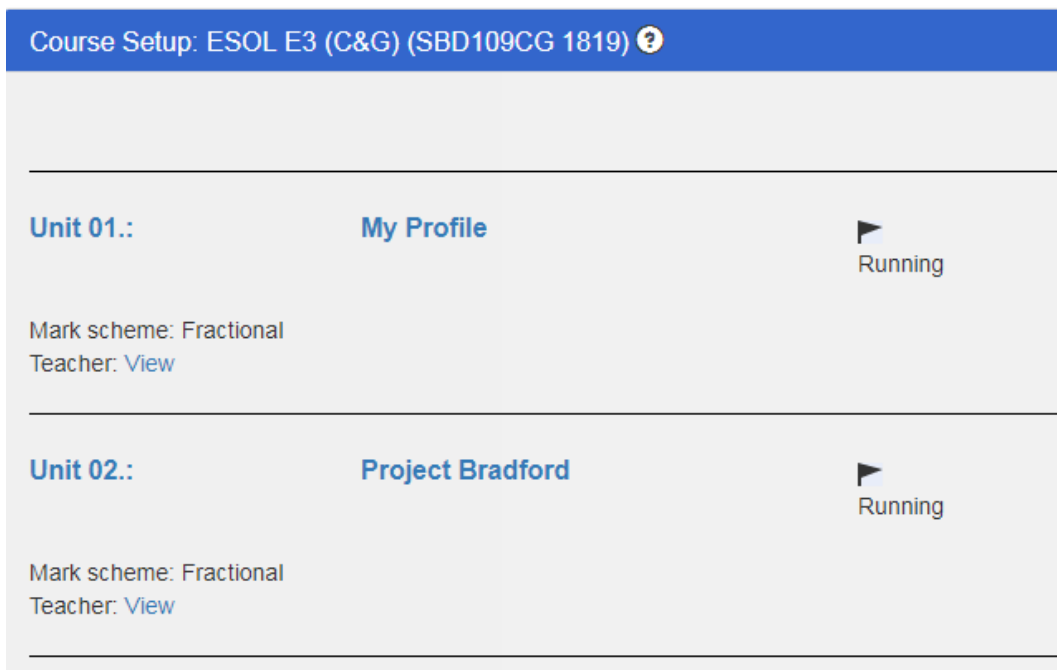 Course Setup: ESOL E3 (C&G) (SBD109CG 1819) ?
Unit 01.: My Profile
Running
Mark scheme: Fractional
Teacher: View
Unit 02.: Project Bradford
Running
Mark scheme: Fractional
Teacher: View